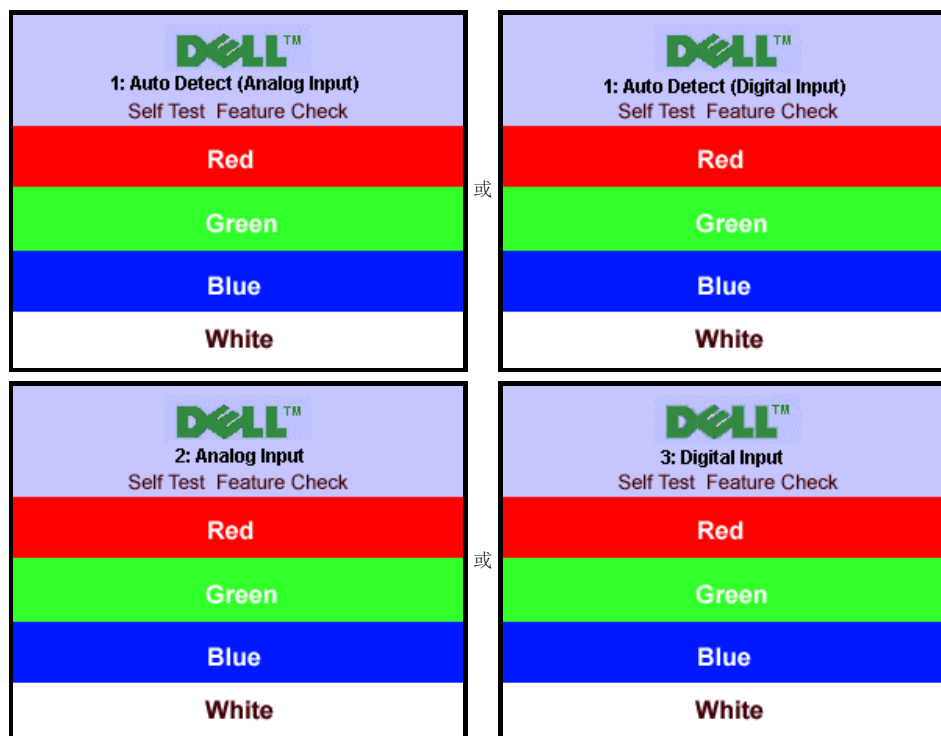 DELL™
1: Auto Detect (Analog Input)
Self Test Feature Check
Red
Green
Blue
White
或
DELL™
1: Auto Detect (Digital Input)
Self Test Feature Check
Red
Green
Blue
White
DELL™
2: Analog Input
Self Test Feature Check
Red
Green
Blue
White
或
DELL™
3: Digital Input
Self Test Feature Check
Red
Green
Blue
White